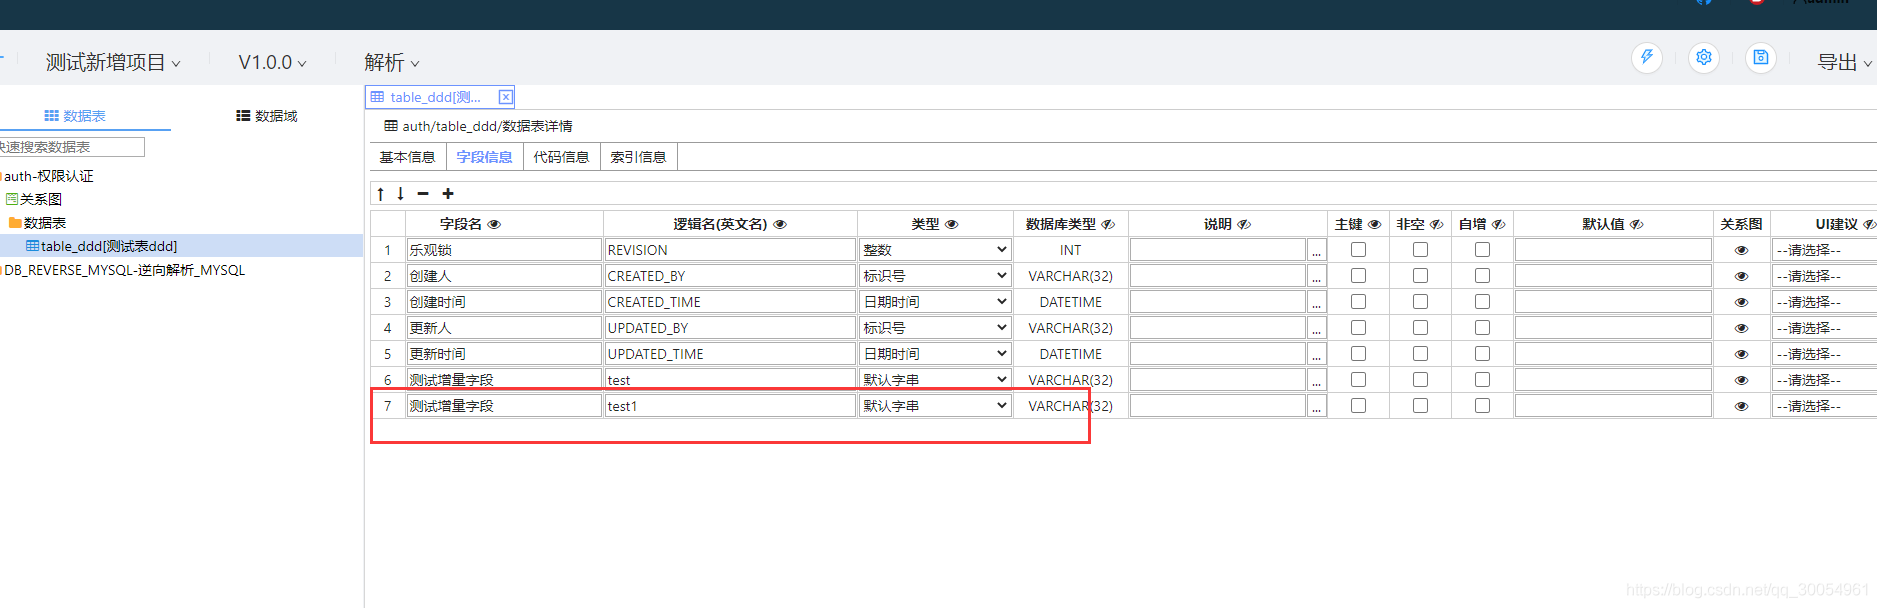 测试新增项目
V1.0.0
解析
导出
数据表
数据域
快速搜索数据表
auth-权限认证
关系图
数据表
table_ddd[测试表ddd]
DB_REVERSE_MYSQL-逆向解析_MYSQL
table_ddd[测...
auth/table_ddd/数据表详情
基本信息 字段信息 代码信息 索引信息
字段名 逻辑名(英文名) 类型 数据库类型 说明 主键 非空 自增 默认值 关系图 UI建议
1 乐观锁 REVISION 整数 INT ... --请选择--
2 创建人 CREATED_BY 标识号 VARCHAR(32) ... --请选择--
3 创建时间 CREATED_TIME 日期时间 DATETIME ... --请选择--
4 更新人 UPDATED_BY 标识号 VARCHAR(32) ... --请选择--
5 更新时间 UPDATED_TIME 日期时间 DATETIME ... --请选择--
6 测试增量字段 test 默认字串 VARCHAR(32) ... --请选择--
7 测试增量字段 test1 默认字串 VARCHAR(32) ... --请选择--
https://blog.csdn.net/qq_30054961